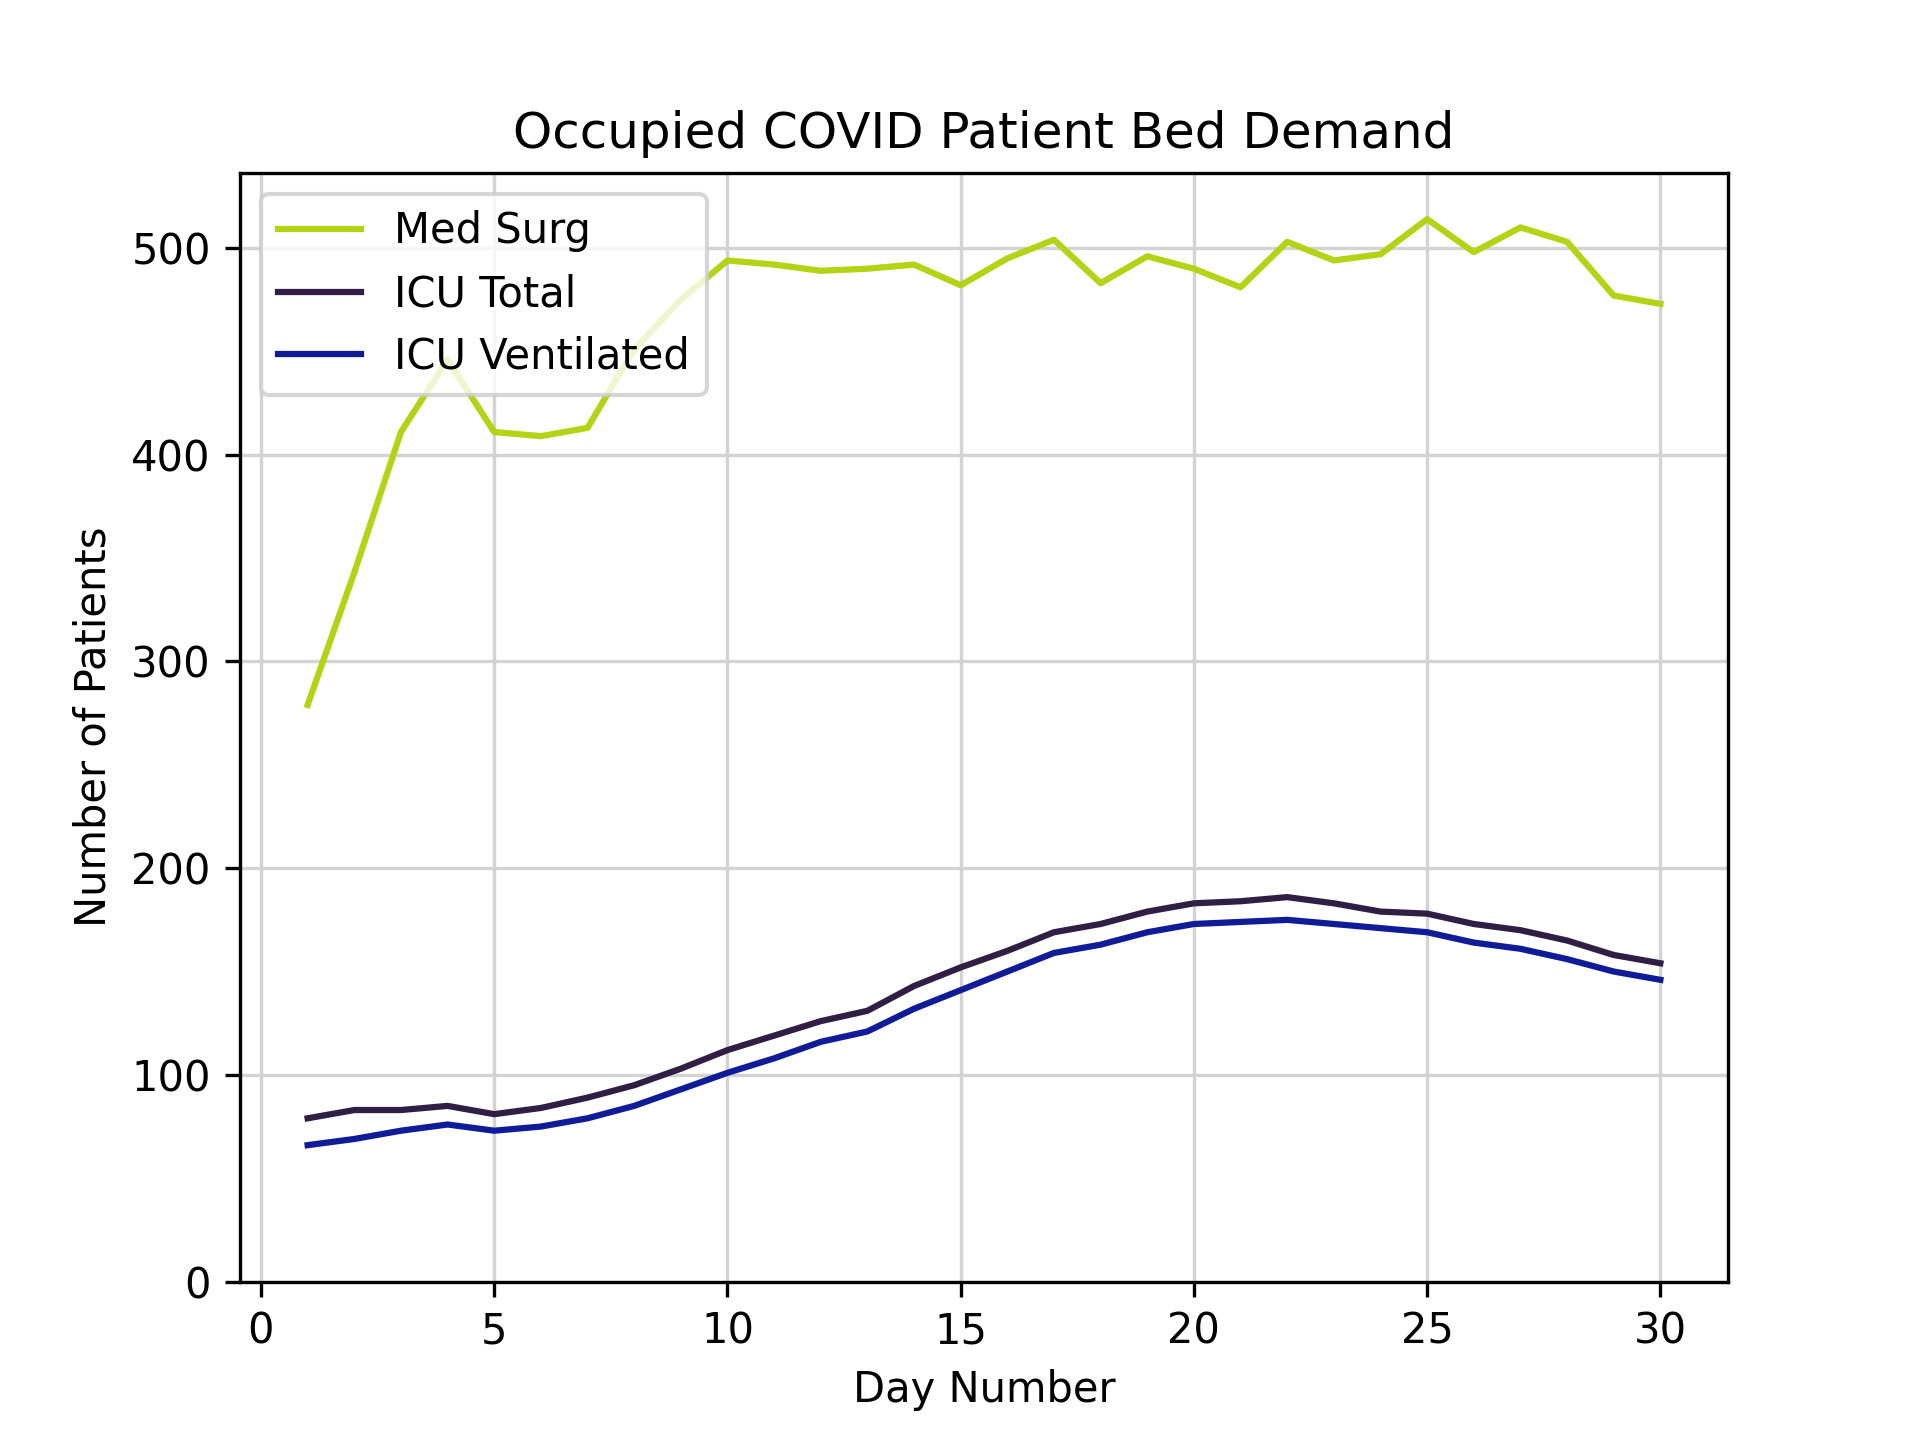 Occupied COVID Patient Bed Demand
Med Surg
ICU Total
ICU Ventilated
Number of Patients
500
400
300
200
100
0
0 5 10 15 20 25 30
Day Number